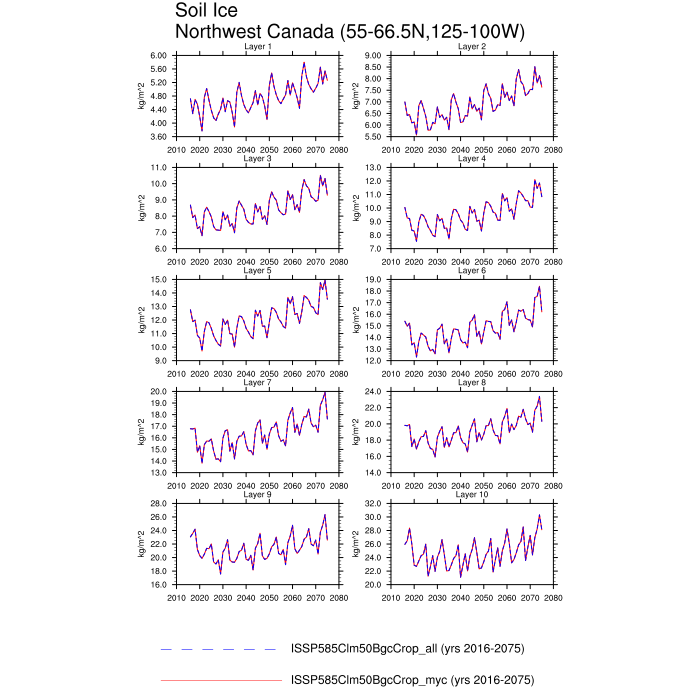 Soil Ice
Northwest Canada (55-66.5N,125-100W)
Layer 1
Layer 2
kg/m^2
6.00
5.20
4.80
4.40
4.00
3.60
5.60
2010 2020 2030 2040 2050 2060 2070 2080
kg/m^2
9.00
8.50
8.00
7.50
7.00
6.50
6.00
5.50
2010 2020 2030 2040 2050 2060 2070 2080
Layer 3
Layer 4
kg/m^2
11.0
10.0
9.0
8.0
7.0
6.0
2010 2020 2030 2040 2050 2060 2070 2080
kg/m^2
13.0
12.0
11.0
10.0
9.0
8.0
7.0
2010 2020 2030 2040 2050 2060 2070 2080
Layer 5
Layer 6
kg/m^2
15.0
14.0
13.0
12.0
11.0
10.0
9.0
2010 2020 2030 2040 2050 2060 2070 2080
kg/m^2
19.0
18.0
17.0
16.0
15.0
14.0
13.0
12.0
2010 2020 2030 2040 2050 2060 2070 2080
Layer 7
Layer 8
kg/m^2
20.0
19.0
18.0
17.0
16.0
15.0
14.0
13.0
2010 2020 2030 2040 2050 2060 2070 2080
kg/m^2
24.0
22.0
20.0
18.0
16.0
14.0
2010 2020 2030 2040 2050 2060 2070 2080
Layer 9
Layer 10
kg/m^2
28.0
26.0
24.0
22.0
20.0
18.0
16.0
2010 2020 2030 2040 2050 2060 2070 2080
kg/m^2
32.0
30.0
28.0
26.0
24.0
22.0
20.0
2010 2020 2030 2040 2050 2060 2070 2080
ISSP585Clm50BgcCrop_all (yrs 2016-2075)
ISSP585Clm50BgcCrop_myc (yrs 2016-2075)